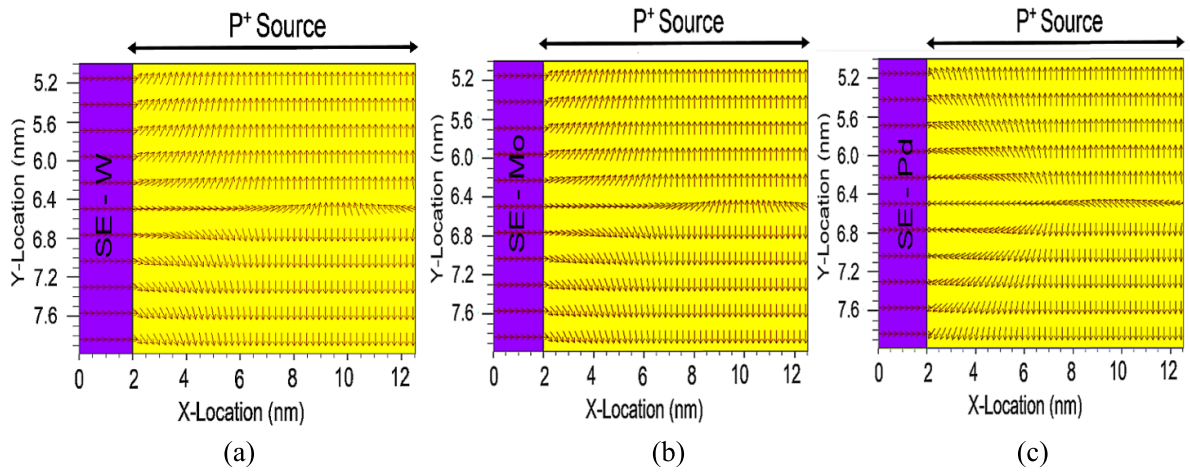 P+ Source
5.2
5.6
6.0
6.4
6.8
7.2
7.6
Y-Location (nm)
SE - W
0 2 4 6 8 10 12
X-Location (nm)
(a)
P+ Source
5.2
5.6
6.0
6.4
6.8
7.2
7.6
Y-Location (nm)
SE - Mo
0 2 4 6 8 10 12
X-Location (nm)
(b)
P+ Source
5.2
5.6
6.0
6.4
6.8
7.2
7.6
Y-Location (nm)
SE - Pd
0 2 4 6 8 10 12
X-Location (nm)
(c)